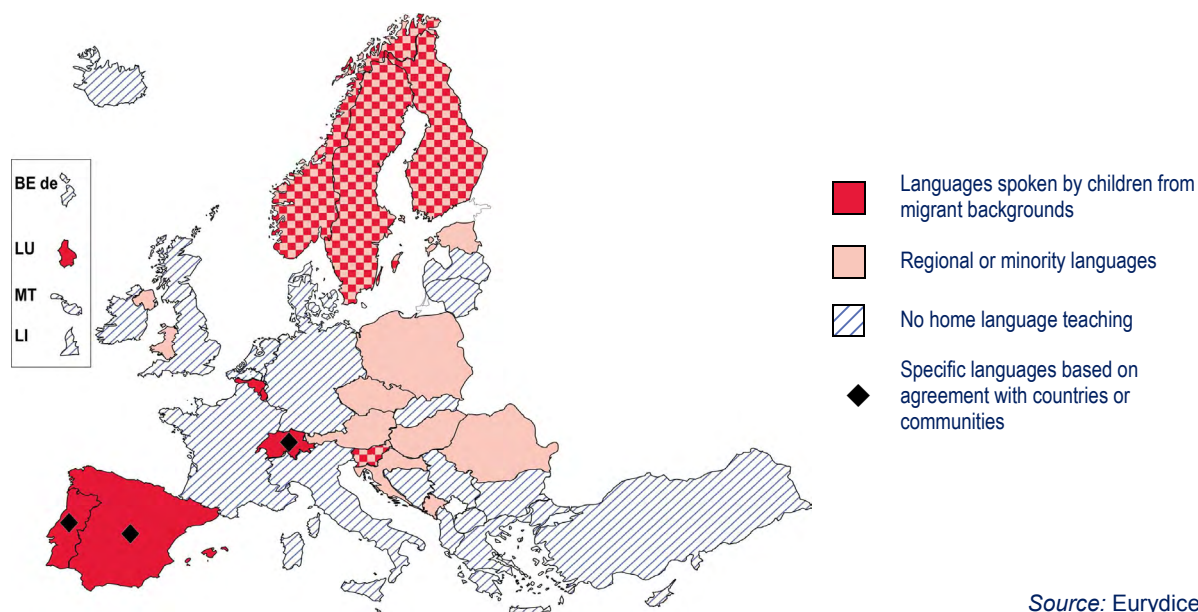 BE de
LU
MT
LI
Languages spoken by children from
migrant backgrounds
Regional or minority languages
No home language teaching
Specific languages based on
agreement with countries or
communities
Source: Eurydice